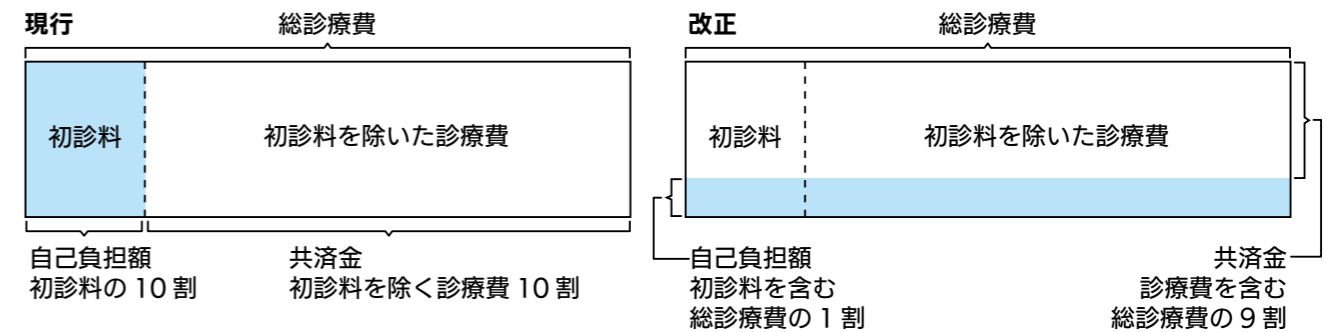 現行
総診療費
初診料
初診料を除いた診療費
自己負担額
初診料の 10 割
共済金
初診料を除く診療費 10 割
改正
総診療費
初診料
初診料を除いた診療費
自己負担額
初診料を含む
総診療費の 1 割
共済金
診療費を含む
総診療費の 9 割